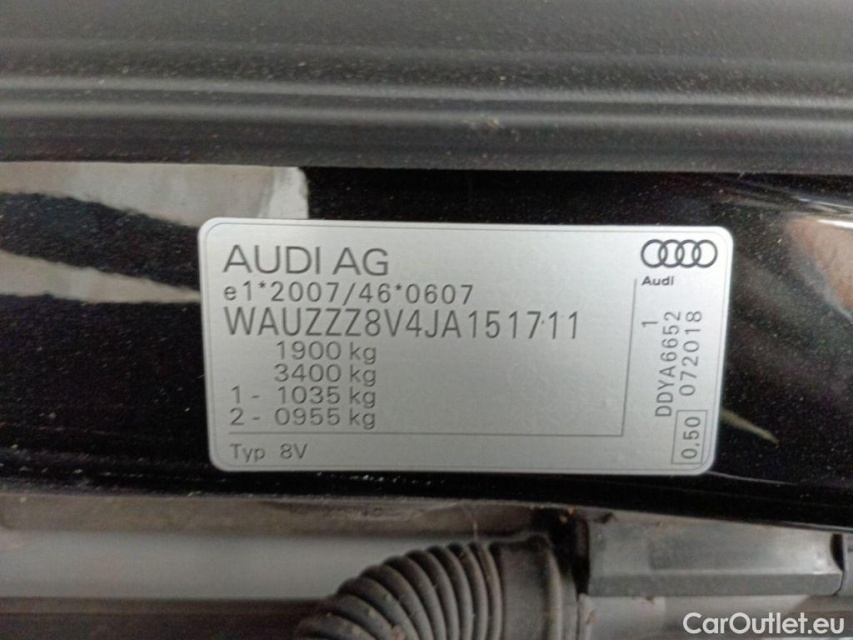 AUDI AG
Audi
e1*2007/46*0607
WAUZZZ8V4JA151711
1900 kg
3400 kg
1 - 1035 kg
2 - 0955 kg
Typ 8V
DDYA6652 1
0,50 072018
CarOutlet.eu